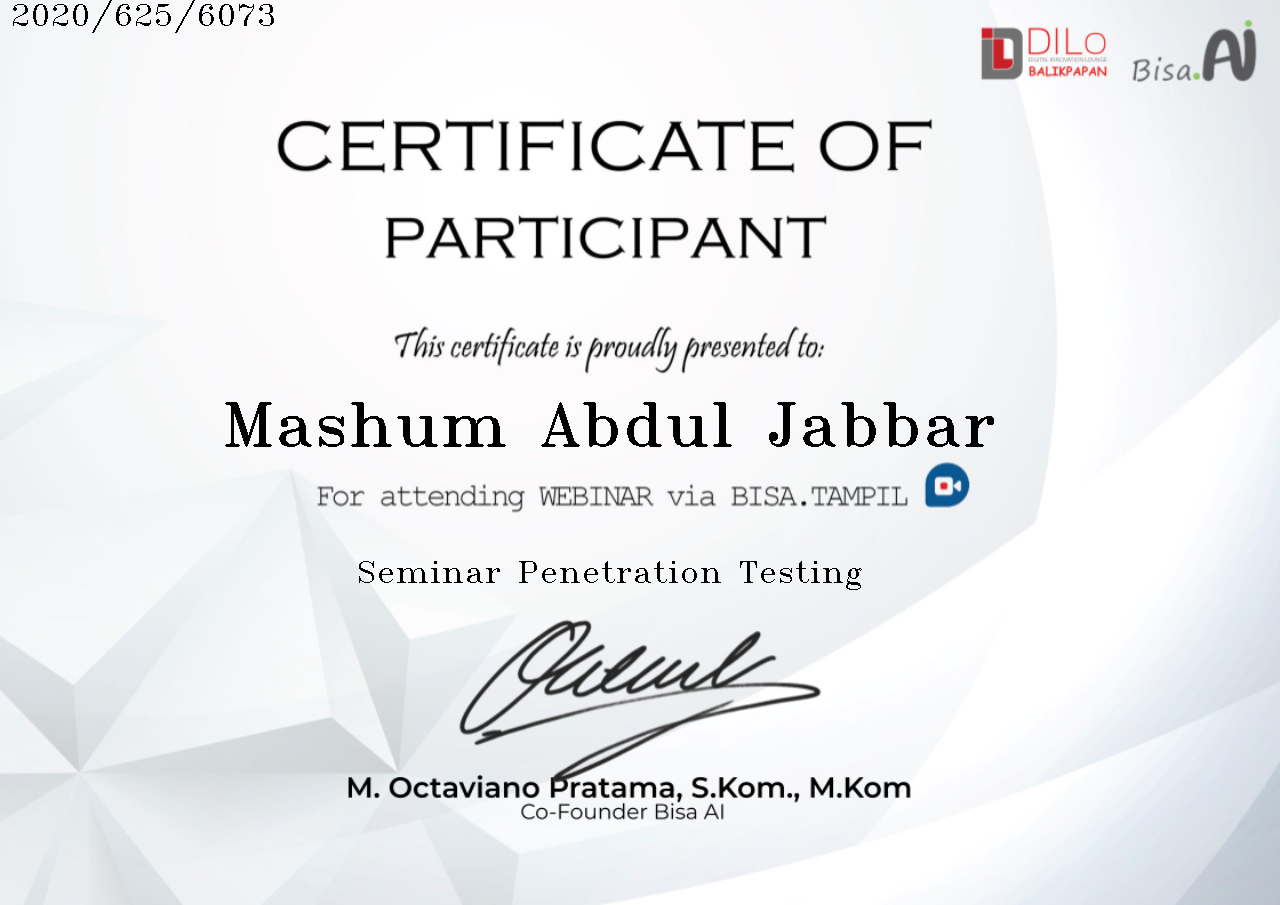 2020/625/6073
DILo
DIGITAL INNOVATION LOUNGE
BALIKPAPAN
Bisa.AI
CERTIFICATE OF
PARTICIPANT
This certificate is proudly presented to:
Mashum Abdul Jabbar
For attending WEBINAR via BISA.TAMPIL
Seminar Penetration Testing
M. Octaviano Pratama, S.Kom., M.Kom
Co-Founder Bisa AI